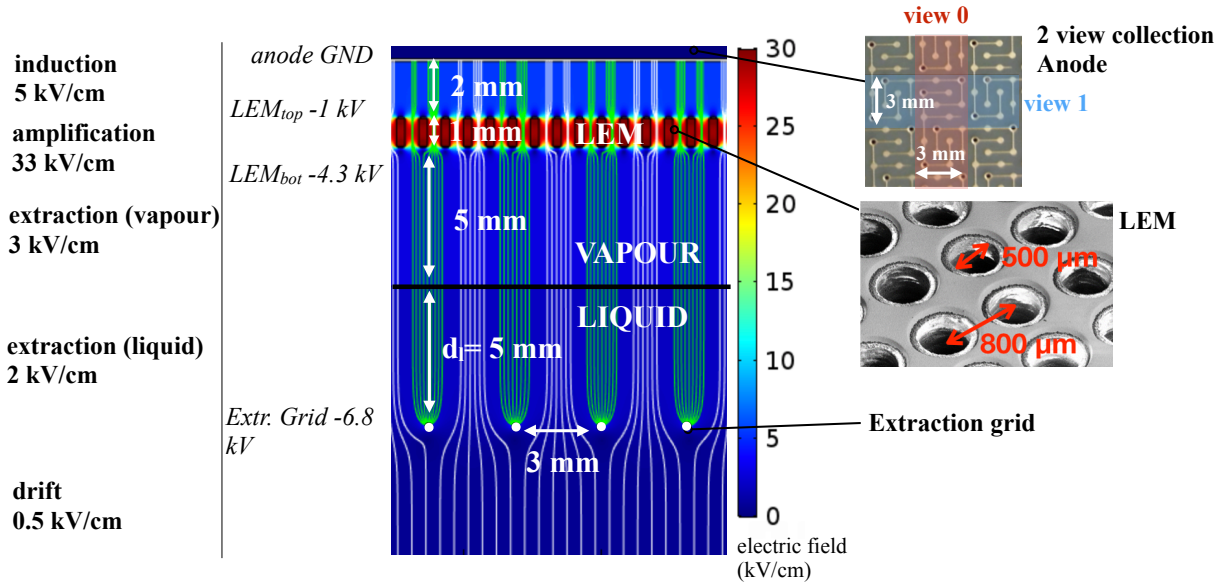 induction
5 kV/cm
amplification
33 kV/cm
extraction (vapour)
3 kV/cm
extraction (liquid)
2 kV/cm
drift
0.5 kV/cm
anode GND
LEMtop -1 kV
LEMbot -4.3 kV
Extr. Grid -6.8
kV
2 mm
1 mm
LEM
5 mm
VAPOUR
LIQUID
dl= 5 mm
3 mm
30
25
20
15
10
5
0
electric field
(kV/cm)
view 0
2 view collection
Anode
3 mm
view 1
3 mm
LEM
500 µm
800 µm
Extraction grid